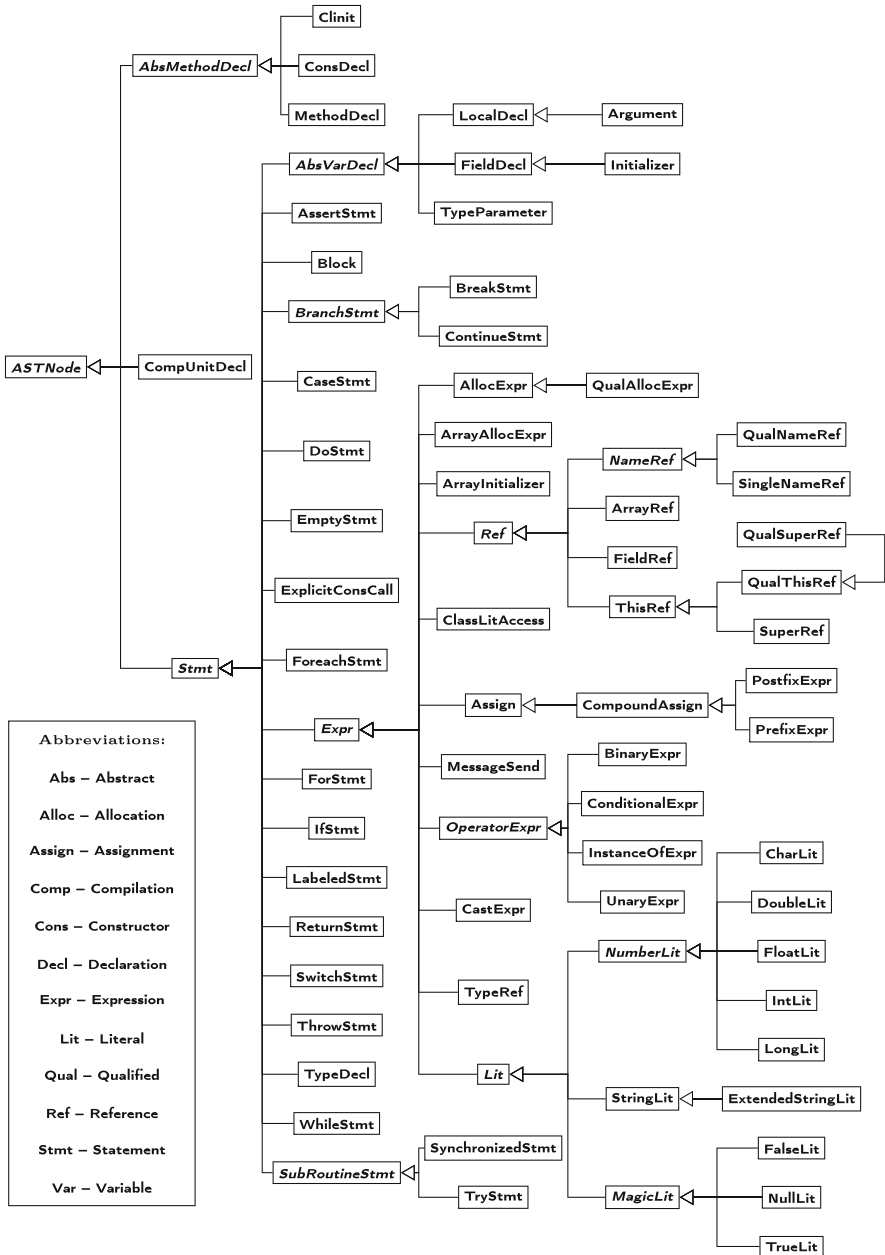 Clinit
AbsMethodDecl
ConsDecl
MethodDecl
LocalDecl
Argument
AbsVarDecl
FieldDecl
Initializer
AssertStmt
TypeParameter
Block
BreakStmt
BranchStmt
ContinueStmt
ASTNode
CompUnitDecl
CaseStmt
AllocExpr
QualAllocExpr
ArrayAllocExpr
QualNameRef
DoStmt
NameRef
ArrayInitializer
SingleNameRef
ArrayRef
EmptyStmt
Ref
QualSuperRef
FieldRef
QualThisRef
ExplicitConsCall
ThisRef
ClassLitAccess
SuperRef
ForeachStmt
Stmt
PostfixExpr
Assign
CompoundAssign
Expr
PrefixExpr
BinaryExpr
MessageSend
ForStmt
ConditionalExpr
IfStmt
OperatorExpr
InstanceOfExpr
CharLit
LabeledStmt
UnaryExpr
DoubleLit
CastExpr
ReturnStmt
NumberLit
FloatLit
SwitchStmt
TypeRef
IntLit
ThrowStmt
LongLit
TypeDecl
Lit
StringLit
ExtendedStringLit
WhileStmt
SynchronizedStmt
FalseLit
SubRoutineStmt
TryStmt
MagicLit
NullLit
TrueLit
Abbreviations:
Abs – Abstract
Alloc – Allocation
Assign – Assignment
Comp – Compilation
Cons – Constructor
Decl – Declaration
Expr – Expression
Lit – Literal
Qual – Qualified
Ref – Reference
Stmt – Statement
Var – Variable